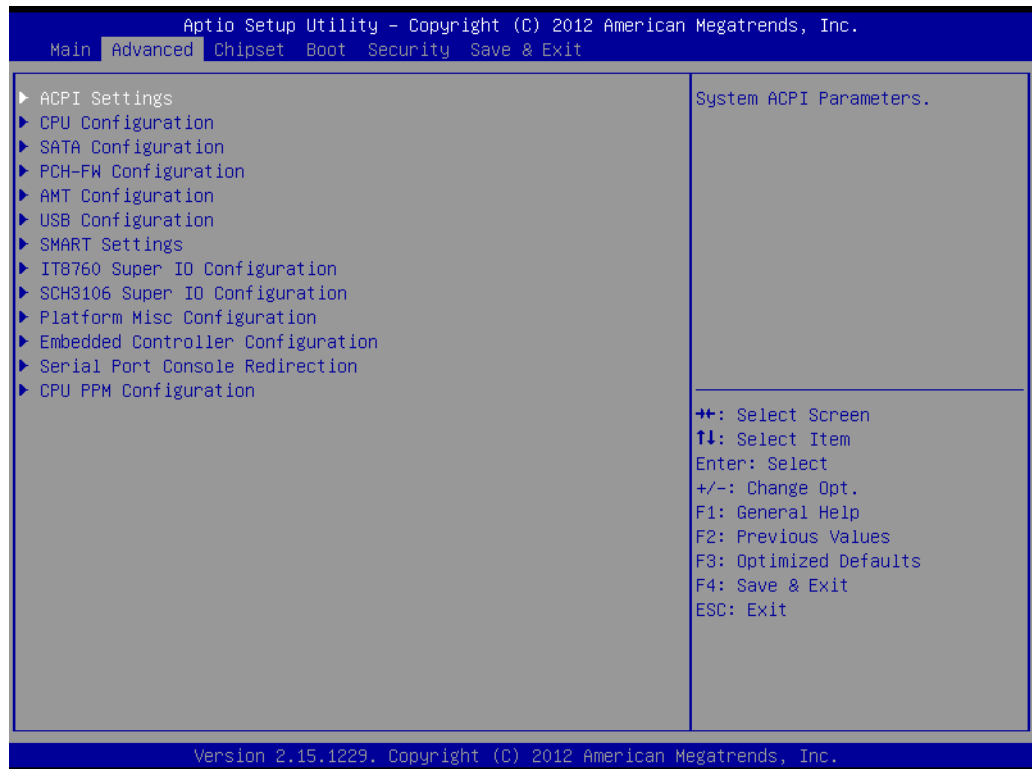 Aptio Setup Utility – Copyright (C) 2012 American Megatrends, Inc.
Main Advanced Chipset Boot Security Save & Exit
▶ ACPI Settings
▶ CPU Configuration
▶ SATA Configuration
▶ PCH-FW Configuration
▶ AMT Configuration
▶ USB Configuration
▶ SMART Settings
▶ IT8760 Super IO Configuration
▶ SCH3106 Super IO Configuration
▶ Platform Misc Configuration
▶ Embedded Controller Configuration
▶ Serial Port Console Redirection
▶ CPU PPM Configuration
System ACPI Parameters.
→←: Select Screen
↑↓: Select Item
Enter: Select
+/-: Change Opt.
F1: General Help
F2: Previous Values
F3: Optimized Defaults
F4: Save & Exit
ESC: Exit
Version 2.15.1229. Copyright (C) 2012 American Megatrends, Inc.